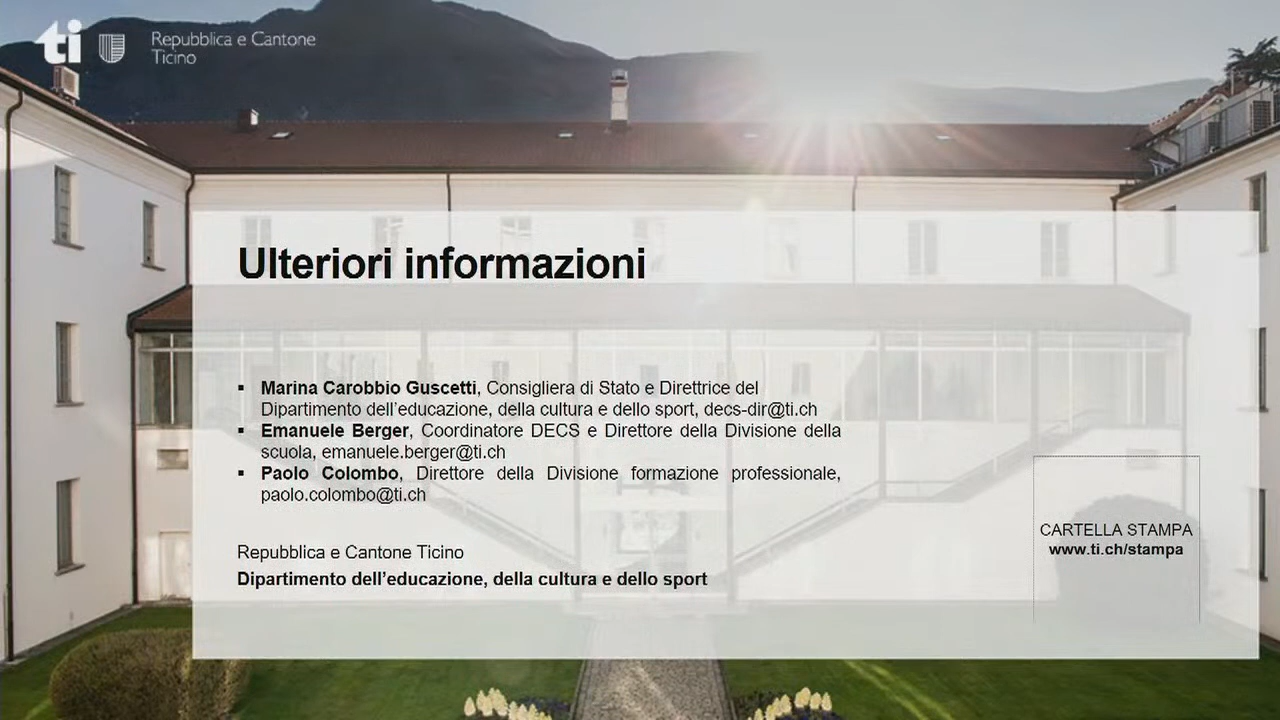 ti
Repubblica e Cantone
Ticino
Ulteriori informazioni
▪ Marina Carobbio Guscetti, Consigliera di Stato e Direttrice del
Dipartimento dell'educazione, della cultura e dello sport, decs-dir@ti.ch
▪ Emanuele Berger, Coordinatore DECS e Direttore della Divisione della
scuola, emanuele.berger@ti.ch
▪ Paolo Colombo, Direttore della Divisione formazione professionale,
paolo.colombo@ti.ch
Repubblica e Cantone Ticino
Dipartimento dell'educazione, della cultura e dello sport
CARTELLA STAMPA
www.ti.ch/stampa